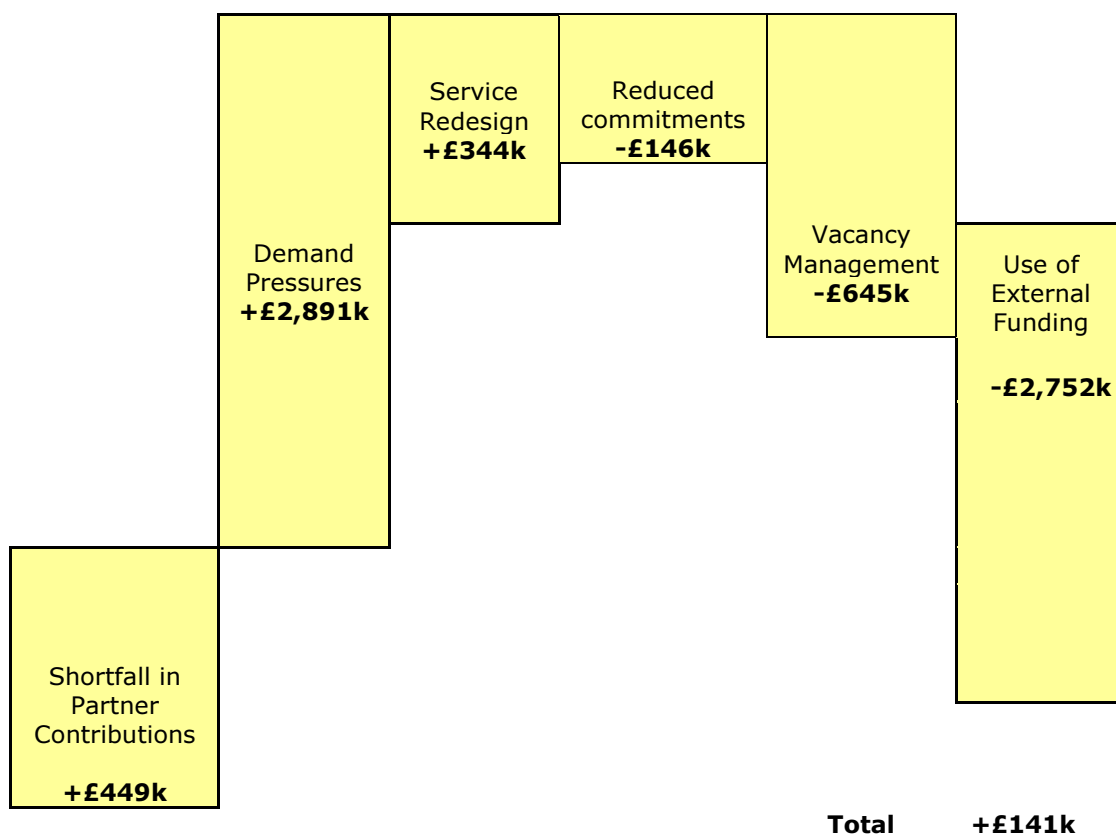 Shortfall in
Partner
Contributions
+£449k
Demand
Pressures
+£2,891k
Service
Redesign
+£344k
Reduced
commitments
-£146k
Vacancy
Management
-£645k
Use of
External
Funding
-£2,752k
Total +£141k